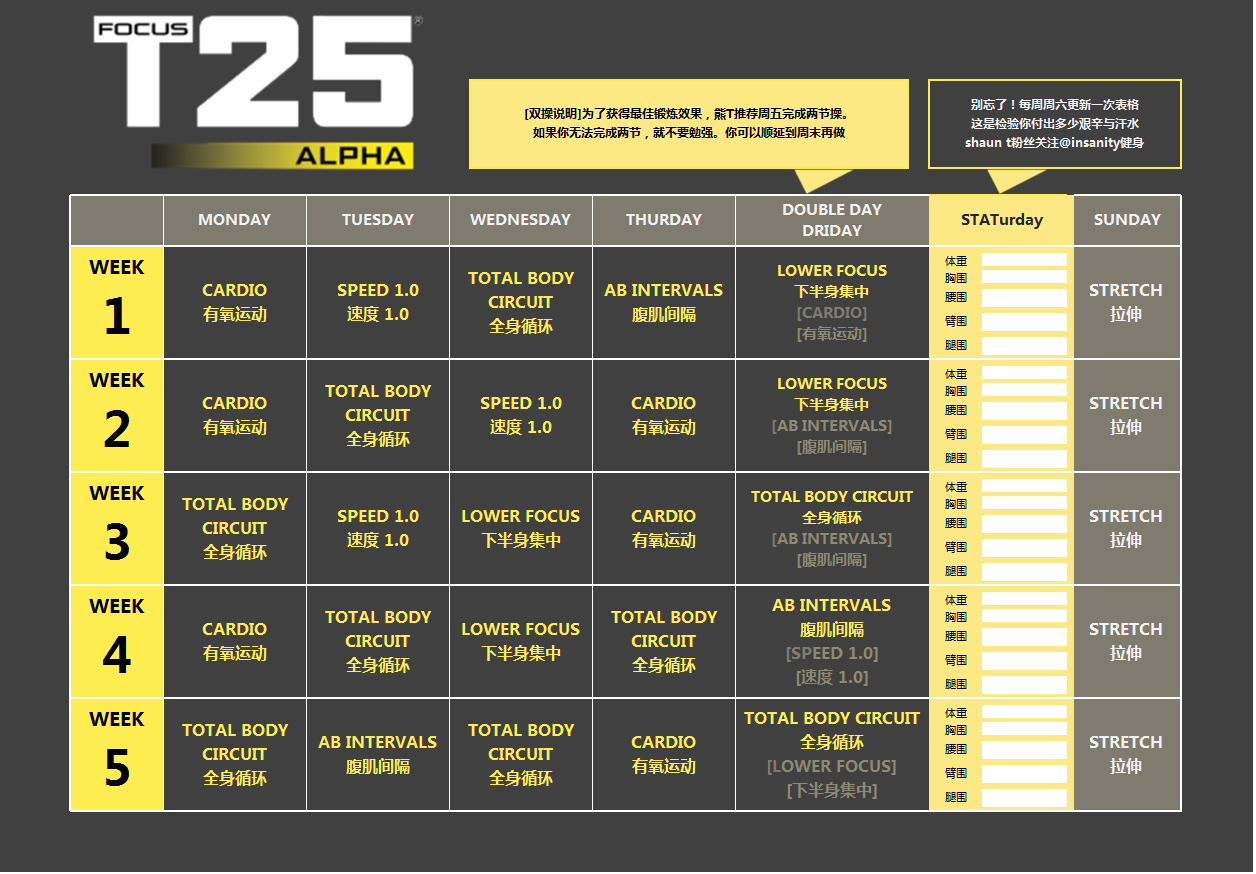 FOCUS
T25®
ALPHA
[双操说明]为了获得最佳锻炼效果，熊T推荐周五完成两节操。
如果你无法完成两节，就不要勉强。你可以顺延到周末再做
别忘了！每周周六更新一次表格
这是检验你付出多少艰辛与汗水
shaun t粉丝关注@insanity健身
MONDAY
TUESDAY
WEDNESDAY
THURDAY
DOUBLE DAY
DRIDAY
STATurday
SUNDAY
WEEK
1
CARDIO
有氧运动
SPEED 1.0
速度 1.0
TOTAL BODY
CIRCUIT
全身循环
AB INTERVALS
腹肌间隔
LOWER FOCUS
下半身集中
[CARDIO]
[有氧运动]
体重
胸围
腰围
臂围
腿围
STRETCH
拉伸
WEEK
2
CARDIO
有氧运动
TOTAL BODY
CIRCUIT
全身循环
SPEED 1.0
速度 1.0
CARDIO
有氧运动
LOWER FOCUS
下半身集中
[AB INTERVALS]
[腹肌间隔]
体重
胸围
腰围
臂围
腿围
STRETCH
拉伸
WEEK
3
TOTAL BODY
CIRCUIT
全身循环
SPEED 1.0
速度 1.0
LOWER FOCUS
下半身集中
CARDIO
有氧运动
TOTAL BODY CIRCUIT
全身循环
[AB INTERVALS]
[腹肌间隔]
体重
胸围
腰围
臂围
腿围
STRETCH
拉伸
WEEK
4
CARDIO
有氧运动
TOTAL BODY
CIRCUIT
全身循环
LOWER FOCUS
下半身集中
TOTAL BODY
CIRCUIT
全身循环
AB INTERVALS
腹肌间隔
[SPEED 1.0]
[速度 1.0]
体重
胸围
腰围
臂围
腿围
STRETCH
拉伸
WEEK
5
TOTAL BODY
CIRCUIT
全身循环
AB INTERVALS
腹肌间隔
TOTAL BODY
CIRCUIT
全身循环
CARDIO
有氧运动
TOTAL BODY CIRCUIT
全身循环
[LOWER FOCUS]
[下半身集中]
体重
胸围
腰围
臂围
腿围
STRETCH
拉伸